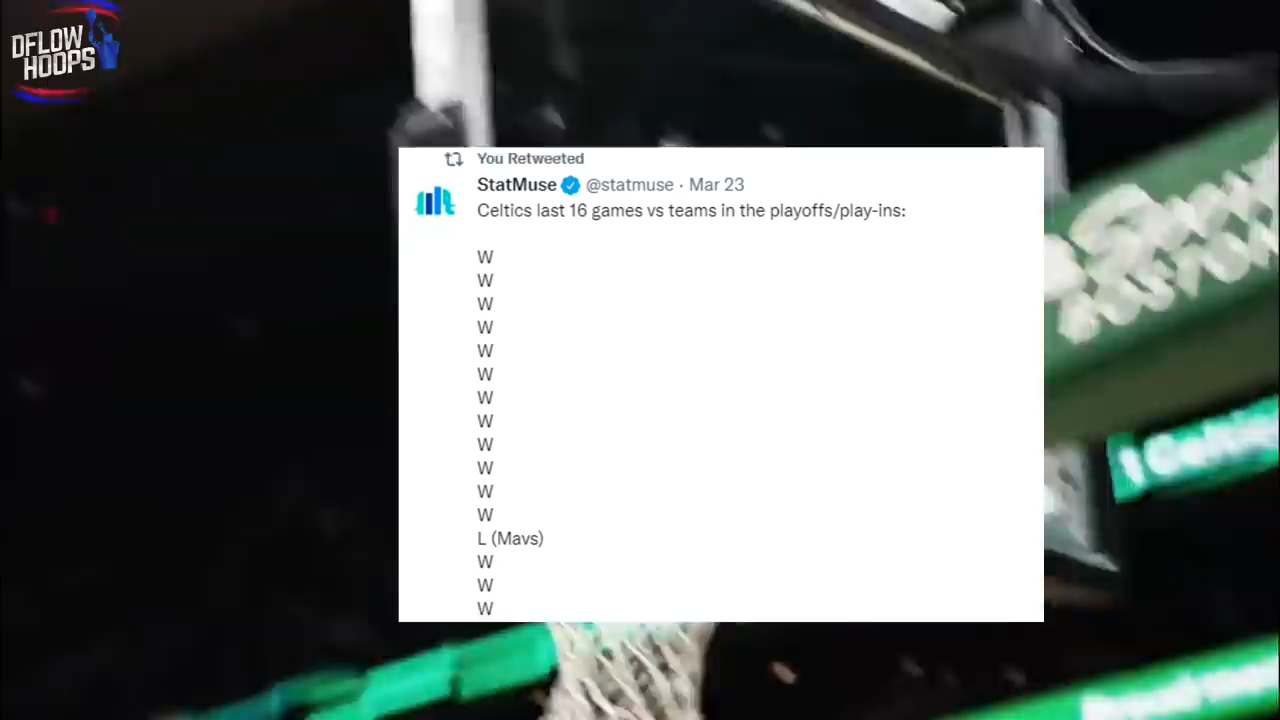 DFLOW
HOOPS
You Retweeted
StatMuse @statmuse · Mar 23
Celtics last 16 games vs teams in the playoffs/play-ins:
W
W
W
W
W
W
W
W
W
W
W
W
L (Mavs)
W
W
W